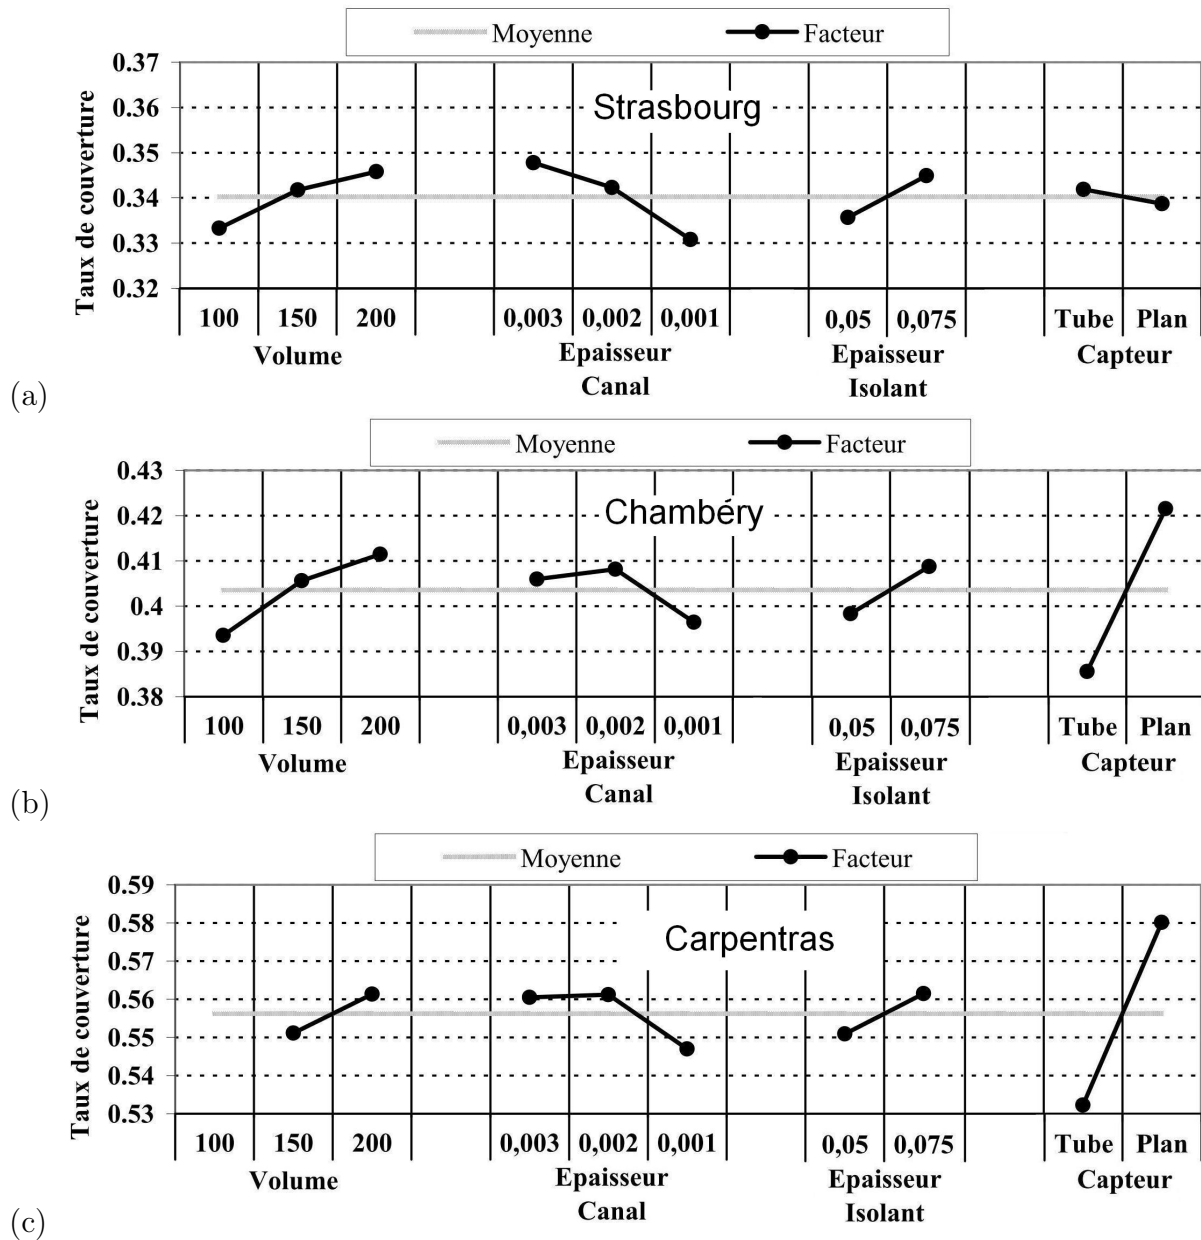 Moyenne Facteur
Taux de couverture
0.37
0.36
0.35
0.34
0.33
0.32
Strasbourg
100 150 200 0,003 0,002 0,001 0,05 0,075 Tube Plan
Volume Epaisseur Epaisseur Capteur
Canal Isolant
(a)
Moyenne Facteur
Taux de couverture
0.43
0.42
0.41
0.4
0.39
0.38
Chambéry
100 150 200 0,003 0,002 0,001 0,05 0,075 Tube Plan
Volume Epaisseur Epaisseur Capteur
Canal Isolant
(b)
Moyenne Facteur
Taux de couverture
0.59
0.58
0.57
0.56
0.55
0.54
0.53
Carpentras
100 150 200 0,003 0,002 0,001 0,05 0,075 Tube Plan
Volume Epaisseur Epaisseur Capteur
Canal Isolant
(c)